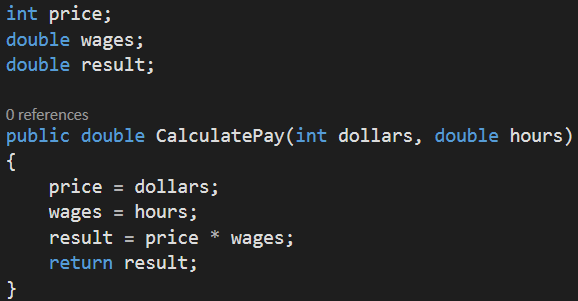 int price;
double wages;
double result;
0 references
public double CalculatePay(int dollars, double hours)
{
price = dollars;
wages = hours;
result = price * wages;
return result;
}